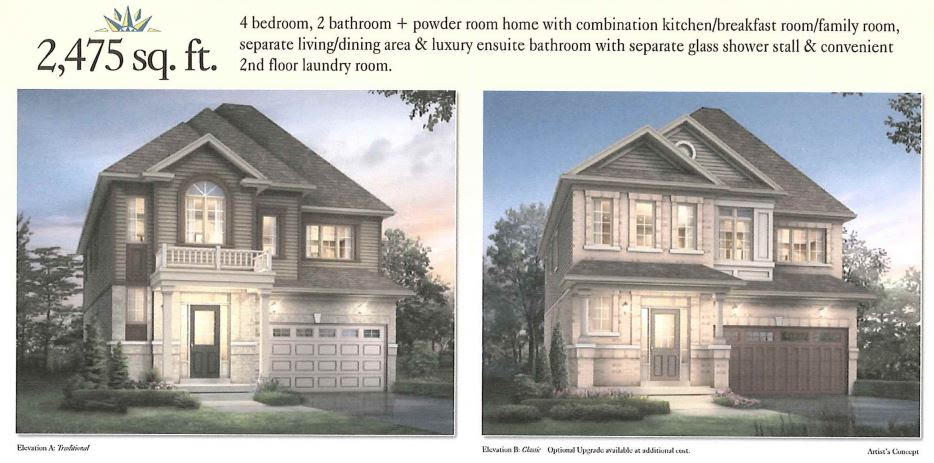 2,475 sq. ft.
4 bedroom, 2 bathroom + powder room home with combination kitchen/breakfast room/family room,
separate living/dining area & luxury ensuite bathroom with separate glass shower stall & convenient
2nd floor laundry room.
Elevation A: Traditional
Elevation B: Classic Optional Upgrade available at additional cost.
Artist's Concept